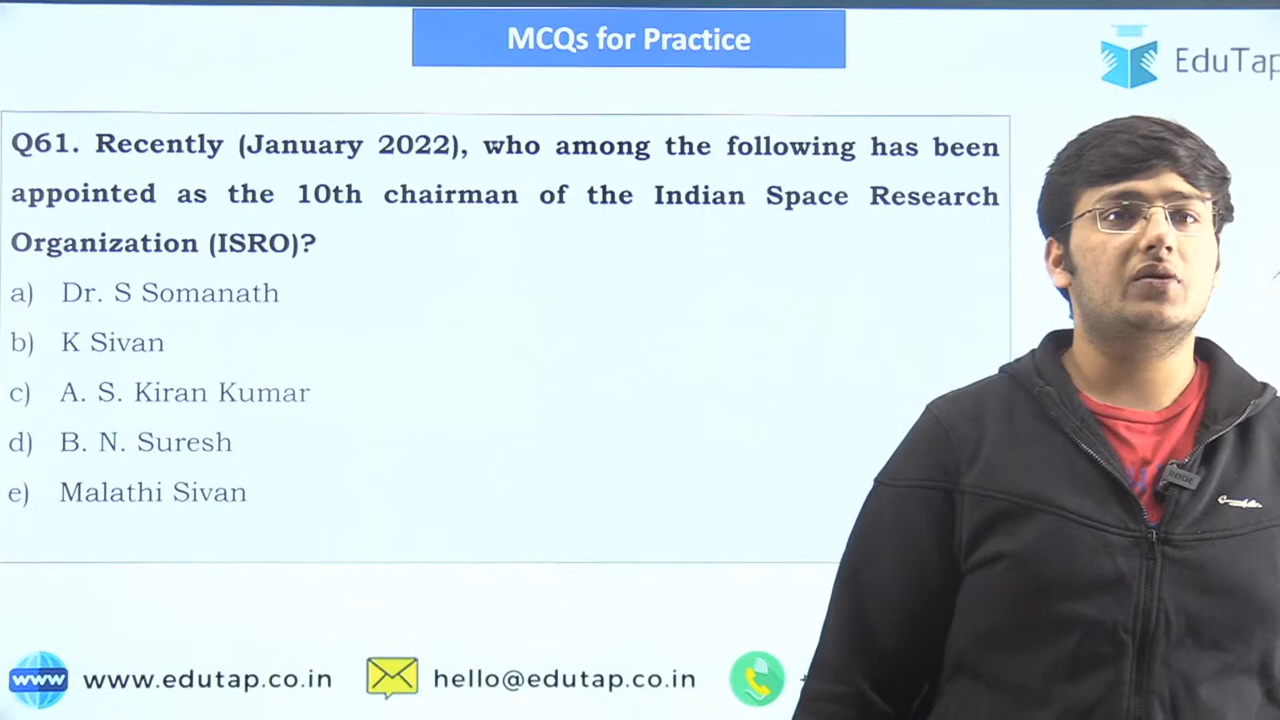 MCQs for Practice
EduTap
Q61. Recently (January 2022), who among the following has been
appointed as the 10th chairman of the Indian Space Research
Organization (ISRO)?
a) Dr. S Somanath
b) K Sivan
c) A. S. Kiran Kumar
d) B. N. Suresh
e) Malathi Sivan
RODE
www www.edutap.co.in hello@edutap.co.in